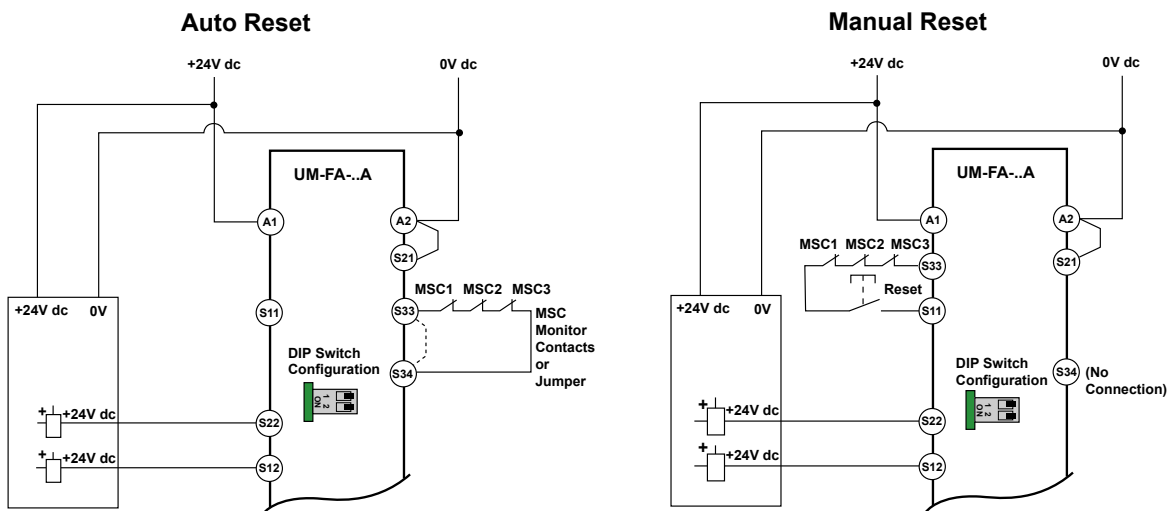 Auto Reset
+24V dc
0V dc
UM-FA-..A
A1
A2
S21
+24V dc 0V
S11
S33
MSC1 MSC2 MSC3
MSC
Monitor
Contacts
or
Jumper
DIP Switch
Configuration
1 2
ON
S34
+ +24V dc
S22
+ +24V dc
S12
Manual Reset
+24V dc
0V dc
UM-FA-..A
A1
A2
MSC1 MSC2 MSC3
S33
S21
Reset
+24V dc 0V
S11
DIP Switch
Configuration
1 2
ON
S34 (No
Connection)
+ +24V dc
S22
+ +24V dc
S12